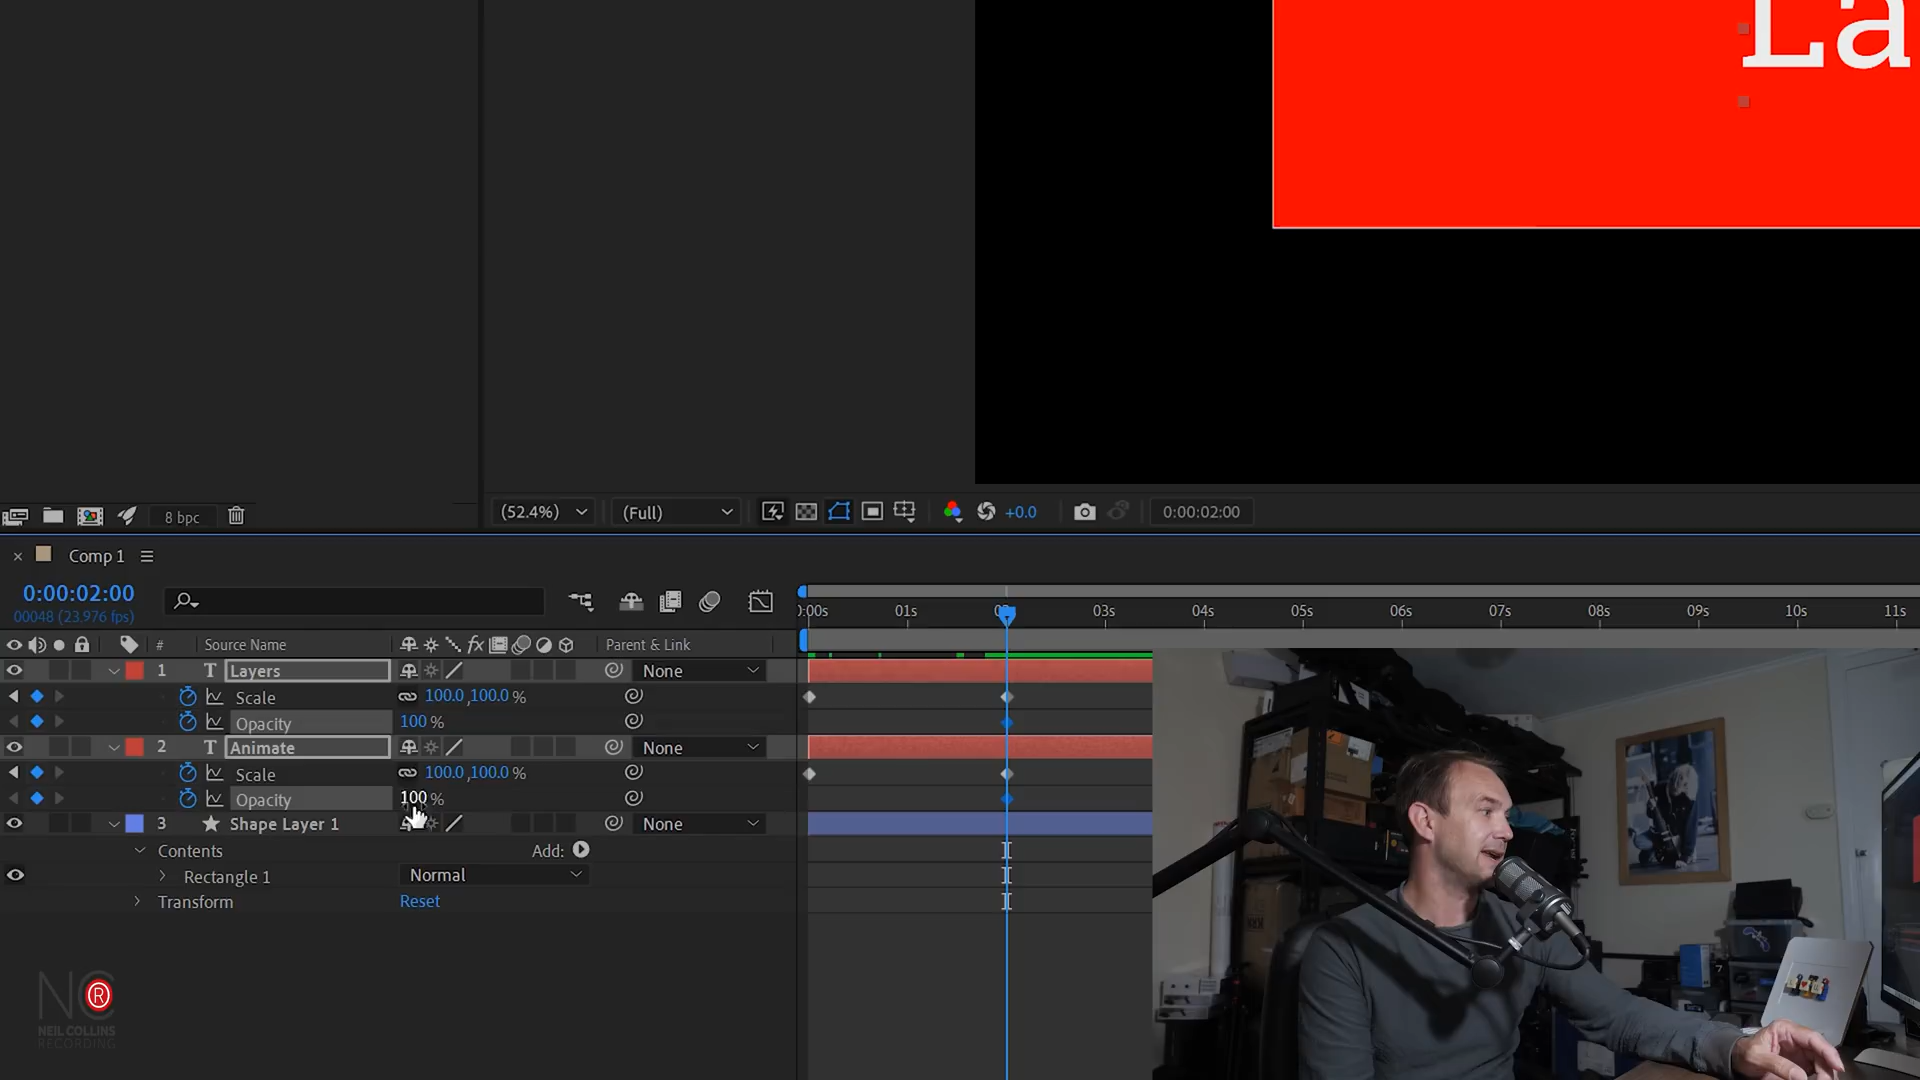 La
8 bpc
(52.4%)
(Full)
+0.0
0:00:02:00
Comp 1
0:00:02:00
00048 (23.976 fps)
):00s 01s 02s 03s 04s 05s 06s 07s 08s 09s 10s 11s
# Source Name fx Parent & Link
1 T Layers None
Scale 100.0,100.0 %
Opacity 100 %
2 T Animate None
Scale 100.0,100.0 %
Opacity 100 %
3 Shape Layer 1 None
Contents Add:
Rectangle 1 Normal
Transform Reset
NC R
NEIL COLLINS
RECORDING